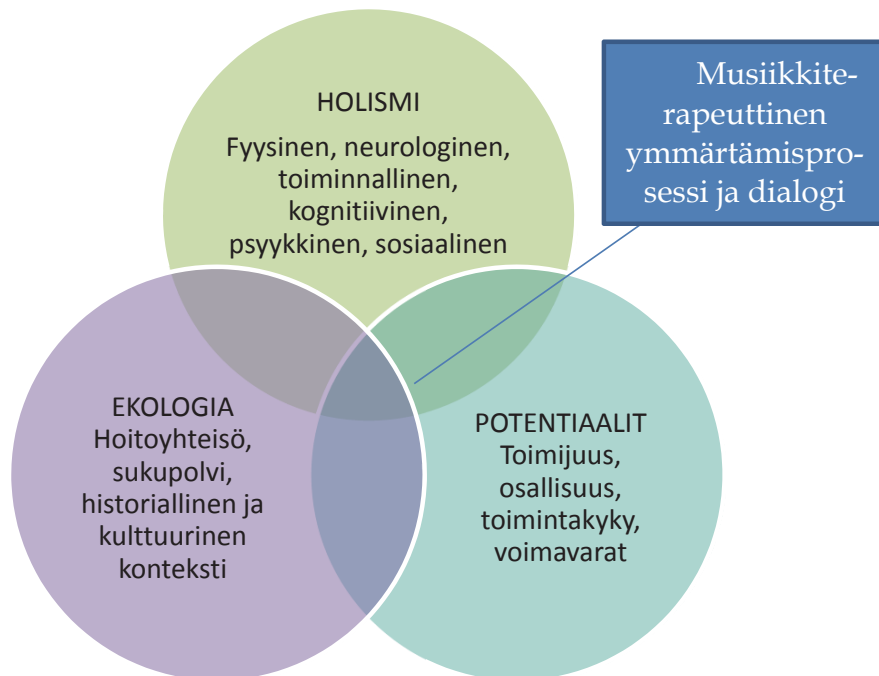 HOLISMI
Fyysinen, neurologinen,
toiminnallinen,
kognitiivinen,
psyykkinen, sosiaalinen
Musiikkite-
rapeuttinen
ymmärtämispro-
sessi ja dialogi
EKOLOGIA
Hoitoyhteisö,
sukupolvi,
historiallinen ja
kulttuurinen
konteksti
POTENTIAALIT
Toimijuus,
osallisuus,
toimintakyky,
voimavarat